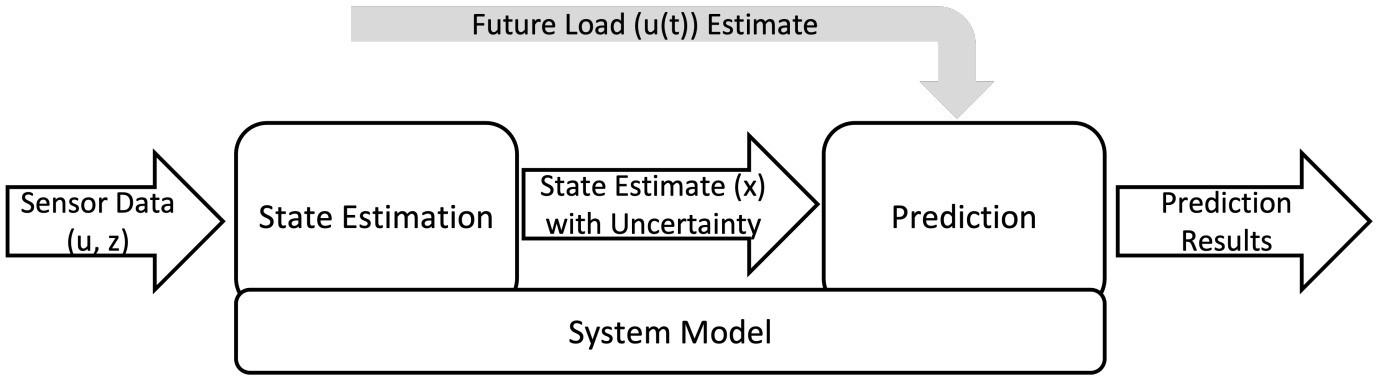 Future Load (u(t)) Estimate
Sensor Data
(u, z)
State Estimation
State Estimate (x)
with Uncertainty
Prediction
Prediction
Results
System Model